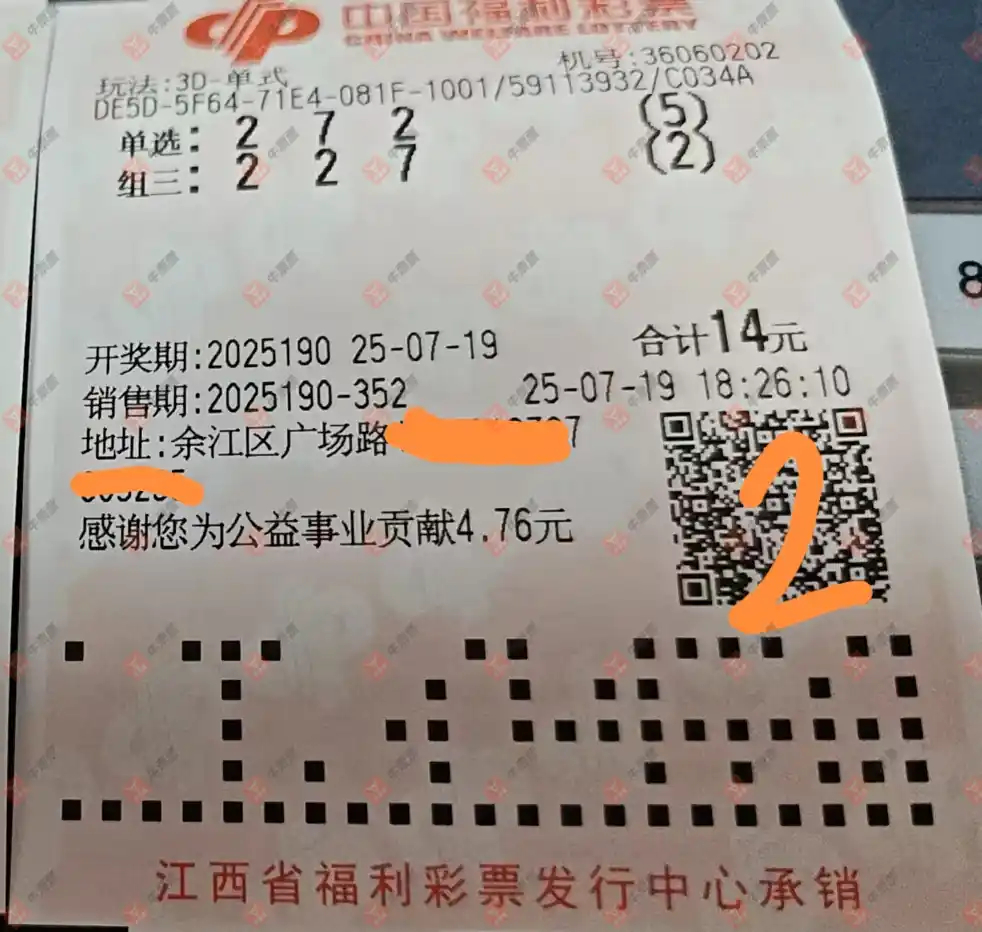 中国福利彩票
CHINA WELFARE LOTTERY
机号:36060202
玩法:3D-单式
DE5D-5F64-71E4-081F-1001/59113932/C034A
单选: 2 7 2 (5)
组三: 2 2 7 (2)
8
开奖期:2025190 25-07-19 合计14元
销售期:2025190-352 25-07-19 18:26:10
地址:余江区广场路
感谢您为公益事业贡献4.76元
2
江西省福利彩票发行中心承销